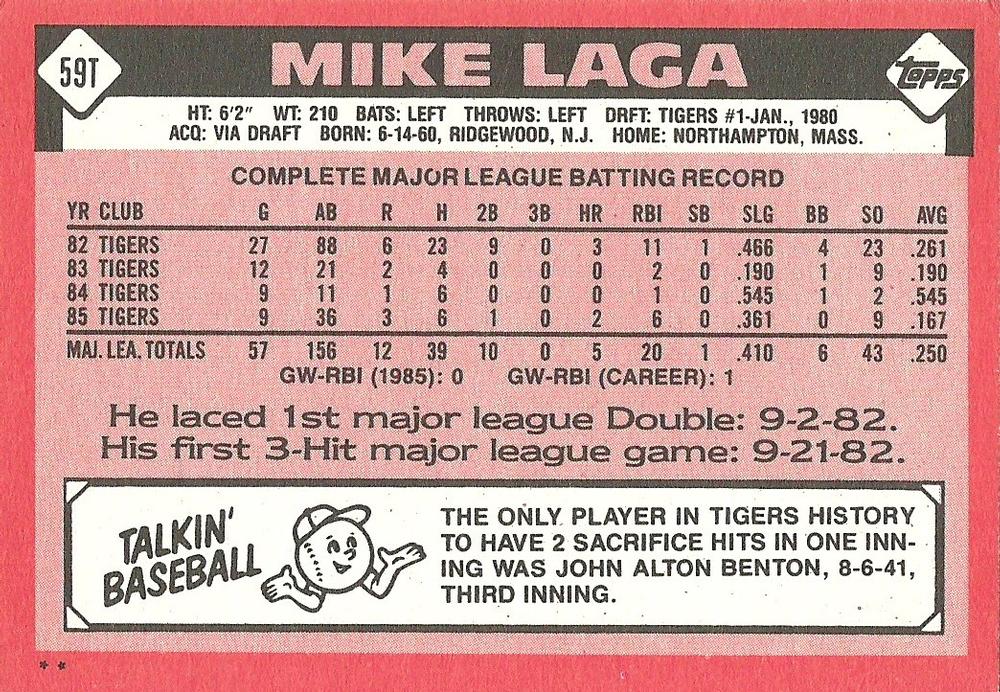 59T
MIKE LAGA
topps
HT: 6'2" WT: 210 BATS: LEFT THROWS: LEFT DRFT: TIGERS #1-JAN., 1980
ACQ: VIA DRAFT BORN: 6-14-60, RIDGEWOOD, N.J. HOME: NORTHAMPTON, MASS.
COMPLETE MAJOR LEAGUE BATTING RECORD
YR CLUB G AB R H 2B 3B HR RBI SB SLG BB SO AVG
82 TIGERS 27 88 6 23 9 0 3 11 1 .466 4 23 .261
83 TIGERS 12 21 2 4 0 0 0 2 0 .190 1 9 .190
84 TIGERS 9 11 1 6 0 0 0 1 0 .545 1 2 .545
85 TIGERS 9 36 3 6 1 0 2 6 0 .361 0 9 .167
MAJ. LEA. TOTALS 57 156 12 39 10 0 5 20 1 .410 6 43 .250
GW-RBI (1985): 0 GW-RBI (CAREER): 1
He laced 1st major league Double: 9-2-82.
His first 3-Hit major league game: 9-21-82.
TALKIN'
BASEBALL
THE ONLY PLAYER IN TIGERS HISTORY
TO HAVE 2 SACRIFICE HITS IN ONE INN-
ING WAS JOHN ALTON BENTON, 8-6-41,
THIRD INNING.
* *